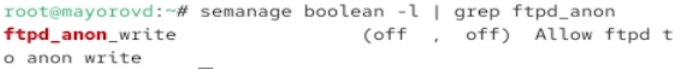 root@mayorovd:~# semanage boolean -l | grep ftpd_anon
ftpd_anon_write                (off  ,  off)  Allow ftpd t
o anon write